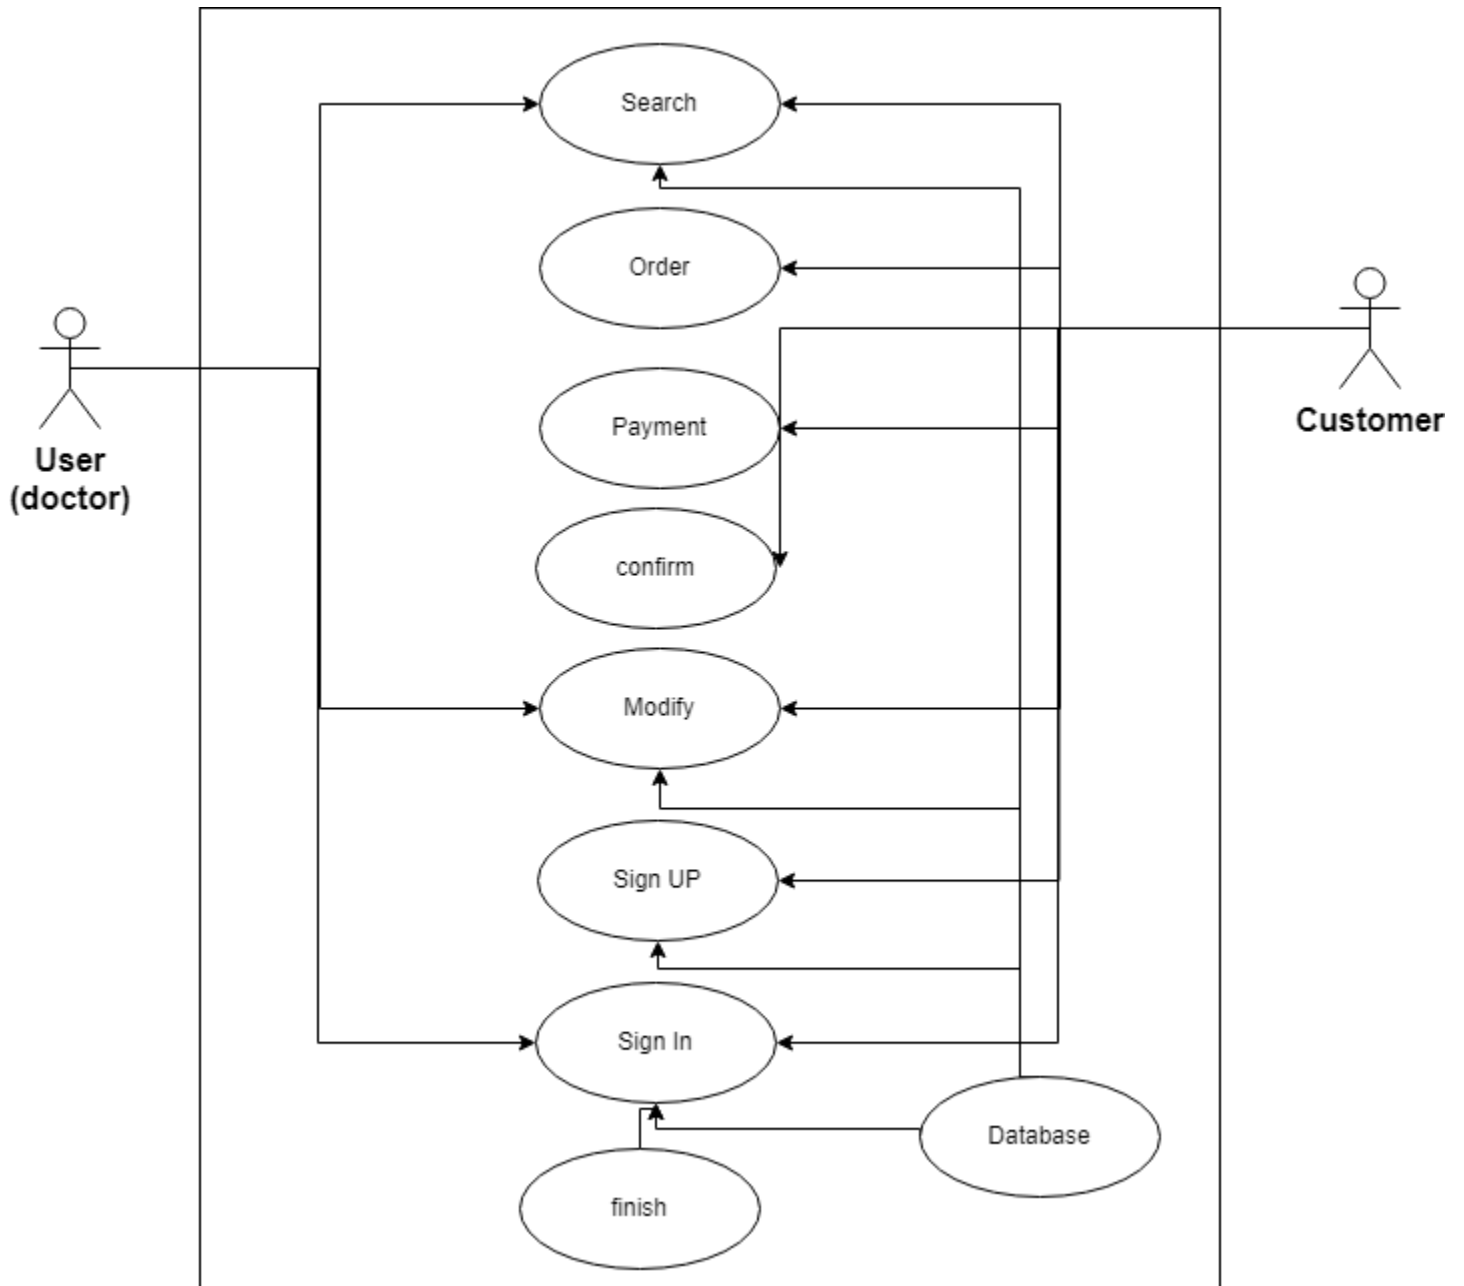 Search
Order
Payment
confirm
Modify
Sign UP
Sign In
Database
finish
User
(doctor)
Customer